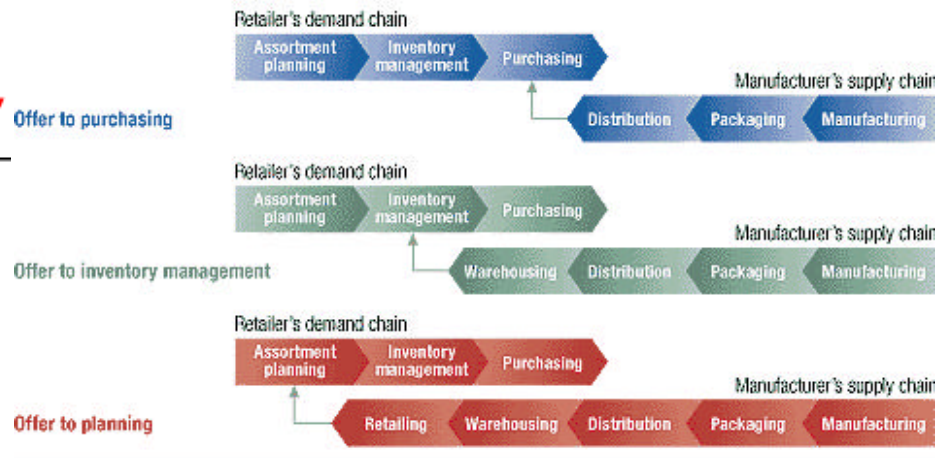 Retailer's demand chain
Assortment planning
Inventory management
Purchasing
Manufacturer's supply chain
Offer to purchasing
Distribution
Packaging
Manufacturing
Retailer's demand chain
Assortment planning
Inventory management
Purchasing
Manufacturer's supply chain
Offer to inventory management
Warehousing
Distribution
Packaging
Manufacturing
Retailer's demand chain
Assortment planning
Inventory management
Purchasing
Manufacturer's supply chain
Offer to planning
Retailing
Warehousing
Distribution
Packaging
Manufacturing